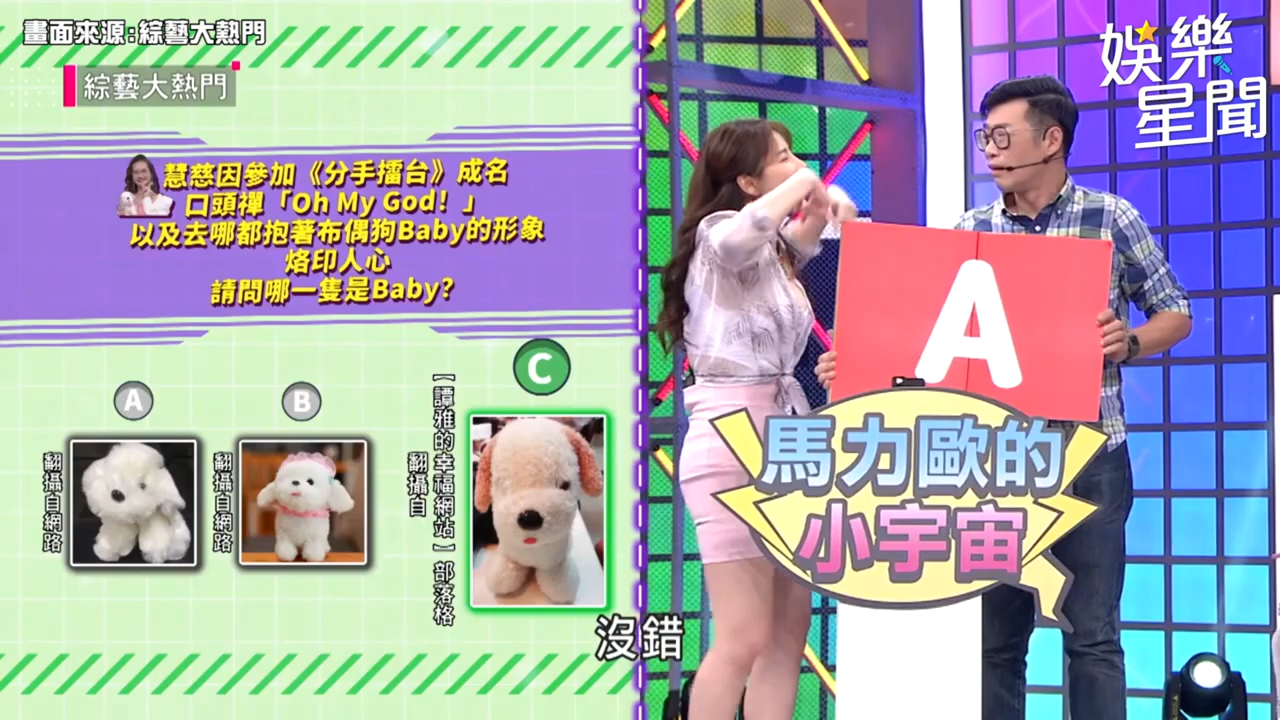 畫面來源:綜藝大熱門
綜藝大熱門
慧慈因參加《分手擂台》成名
口頭禪「Oh My God!」
以及去哪都抱著布偶狗Baby的形象
烙印人心
請問哪一隻是Baby?
A
翻攝自網路
B
翻攝自網路
C
翻攝自
【譚雅的幸福網站】部落格
娛樂
星聞
A
馬力歐的
小宇宙
沒錯